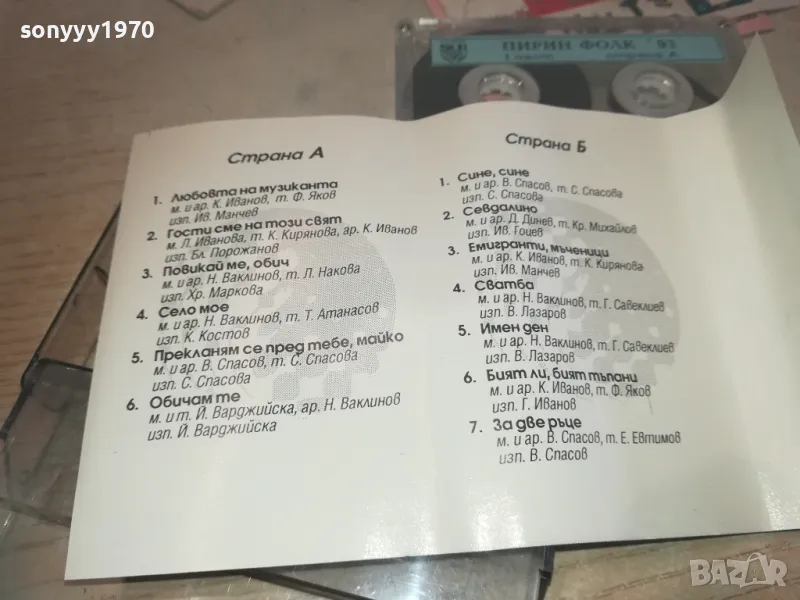 sonyyy1970
ПИРИН ФОЛК '93
Страна А
1. Любовта на музиканта
м. и ар. К. Иванов, т. Ф. Яков
изп. Ив. Манчев
2. Гости сме на този свят
м. Л. Иванова, т. К. Кирянова, ар. К. Иванов
изп. Бл. Порожанов
3. Повикай ме, обич
м. и ар. Н. Ваклинов, т. Л. Накова
изп. Хр. Маркова
4. Село мое
м. и ар. Н. Ваклинов, т. Т. Атанасов
изп. К. Костов
5. Прекланям се пред тебе, майко
м. и ар. В. Спасов, т. С. Спасова
изп. С. Спасова
6. Обичам те
м. и т. Й. Варджийска, ар. Н. Ваклинов
изп. Й. Варджийска
Страна Б
1. Сине, сине
м. и ар. В. Спасов, т. С. Спасова
изп. С. Спасова
2. Севдалино
м. и ар. Д. Динев, т. Кр. Михайлов
изп. Ив. Гоцев
3. Емигранти, мъченици
м. и ар. К. Иванов, т. К. Кирянова
изп. Ив. Манчев
4. Сватба
м. и ар. Н. Ваклинов, т. Г. Савеклиев
изп. В. Лазаров
5. Имен ден
м. и ар. Н. Ваклинов, т. Г. Савеклиев
изп. В. Лазаров
6. Бият ли, бият тъпани
м. и ар. К. Иванов, т. Ф. Яков
изп. Г. Иванов
7. За две ръце
м. и ар. В. Спасов, т. Е. Евтимов
изп. В. Спасов
BAZAR